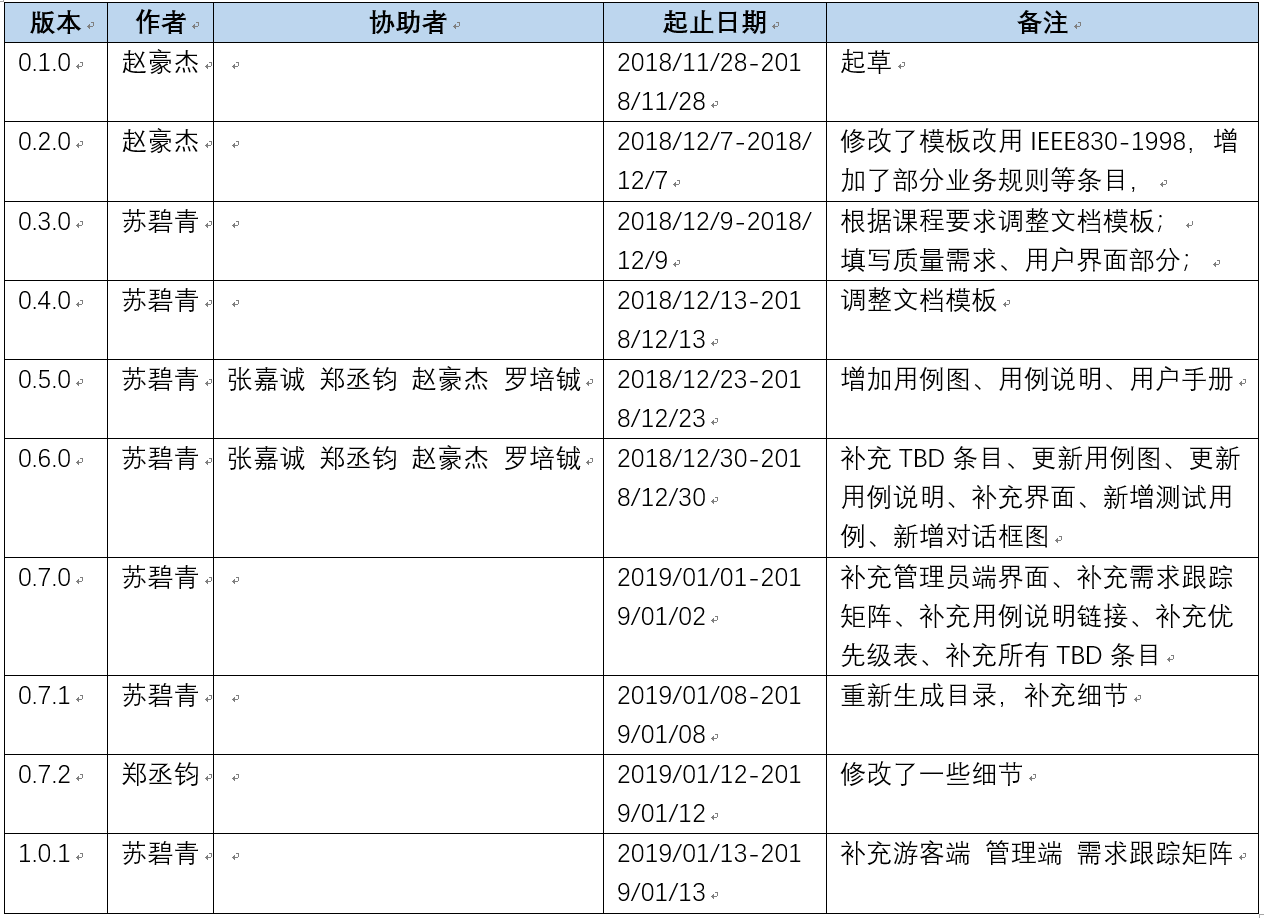 版本 作者 协助者 起止日期 备注
0.1.0 赵豪杰 2018/11/28-201 起草
8/11/28
0.2.0 赵豪杰 2018/12/7-2018/ 修改了模板改用 IEEE830-1998，增
12/7 加了部分业务规则等条目，
0.3.0 苏碧青 2018/12/9-2018/ 根据课程要求调整文档模板；
12/9 填写质量需求、用户界面部分；
0.4.0 苏碧青 2018/12/13-201 调整文档模板
8/12/13
0.5.0 苏碧青 张嘉诚 郑丞钧 赵豪杰 罗培铖 2018/12/23-201 增加用例图、用例说明、用户手册
8/12/23
0.6.0 苏碧青 张嘉诚 郑丞钧 赵豪杰 罗培铖 2018/12/30-201 补充 TBD 条目、更新用例图、更新
8/12/30 用例说明、补充界面、新增测试用
例、新增对话框图
0.7.0 苏碧青 2019/01/01-201 补充管理员端界面、补充需求跟踪
9/01/02 矩阵、补充用例说明链接、补充优
先级表、补充所有 TBD 条目
0.7.1 苏碧青 2019/01/08-201 重新生成目录，补充细节
9/01/08
0.7.2 郑丞钧 2019/01/12-201 修改了一些细节
9/01/12
1.0.1 苏碧青 2019/01/13-201 补充游客端 管理端 需求跟踪矩阵
9/01/13